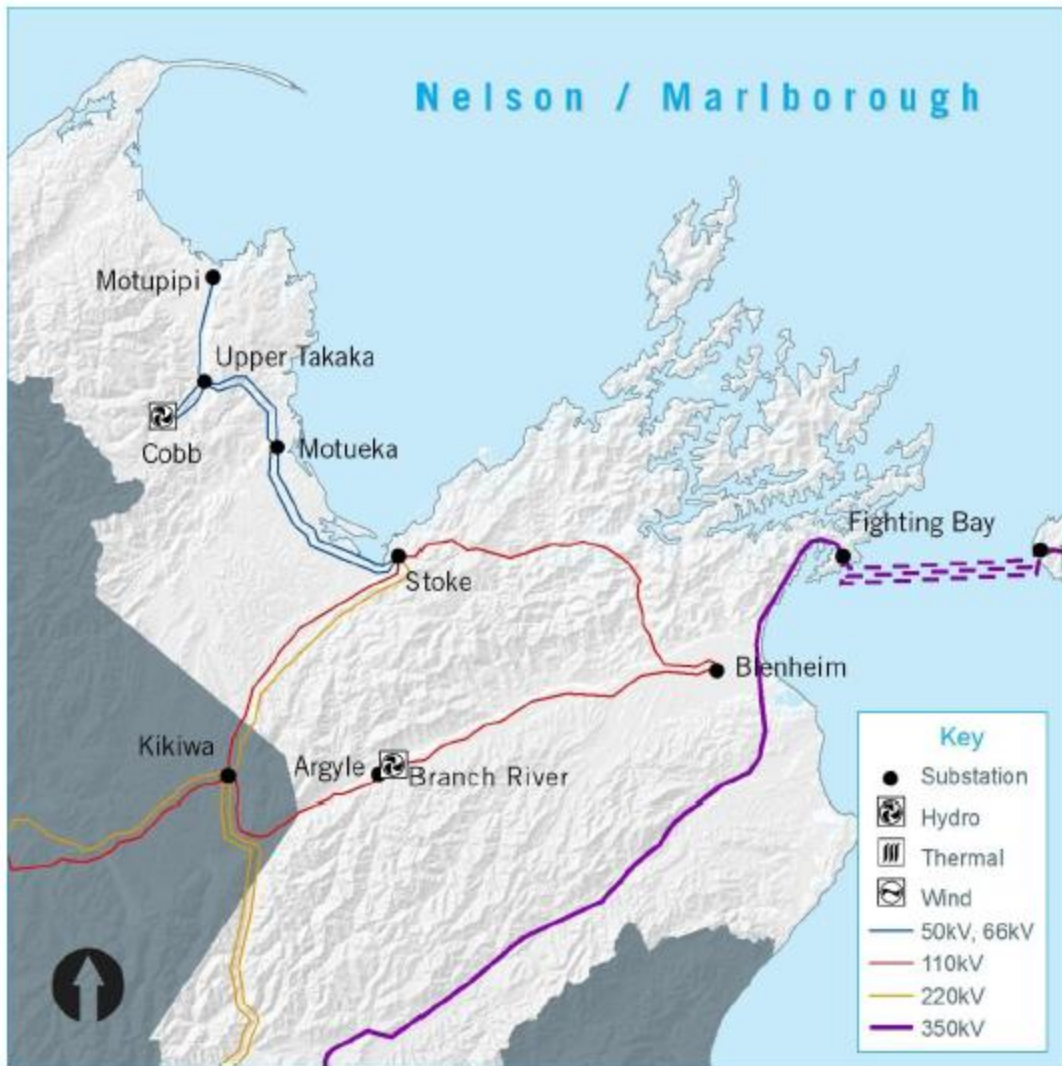 Nelson / Marlborough
Motupipi
Upper Takaka
Cobb
Motueka
Fighting Bay
Stoke
Blenheim
Kikiwa
Argyle
Branch River
Key
Substation
Hydro
Thermal
Wind
50kV, 66kV
110kV
220kV
350kV